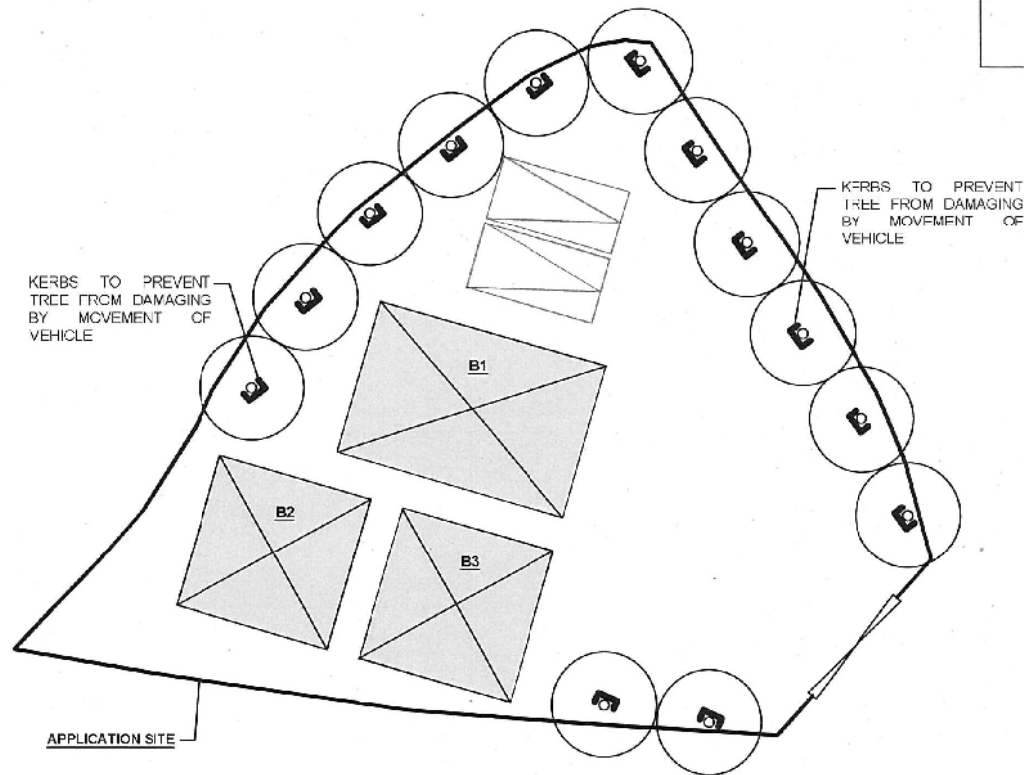 KERBS TO PREVENT
TREE FROM DAMAGING
BY MOVEMENT OF
VEHICLE
KERBS TO PREVENT
TREE FROM DAMAGING
BY MOVEMENT OF
VEHICLE
B1
B2
B3
APPLICATION SITE